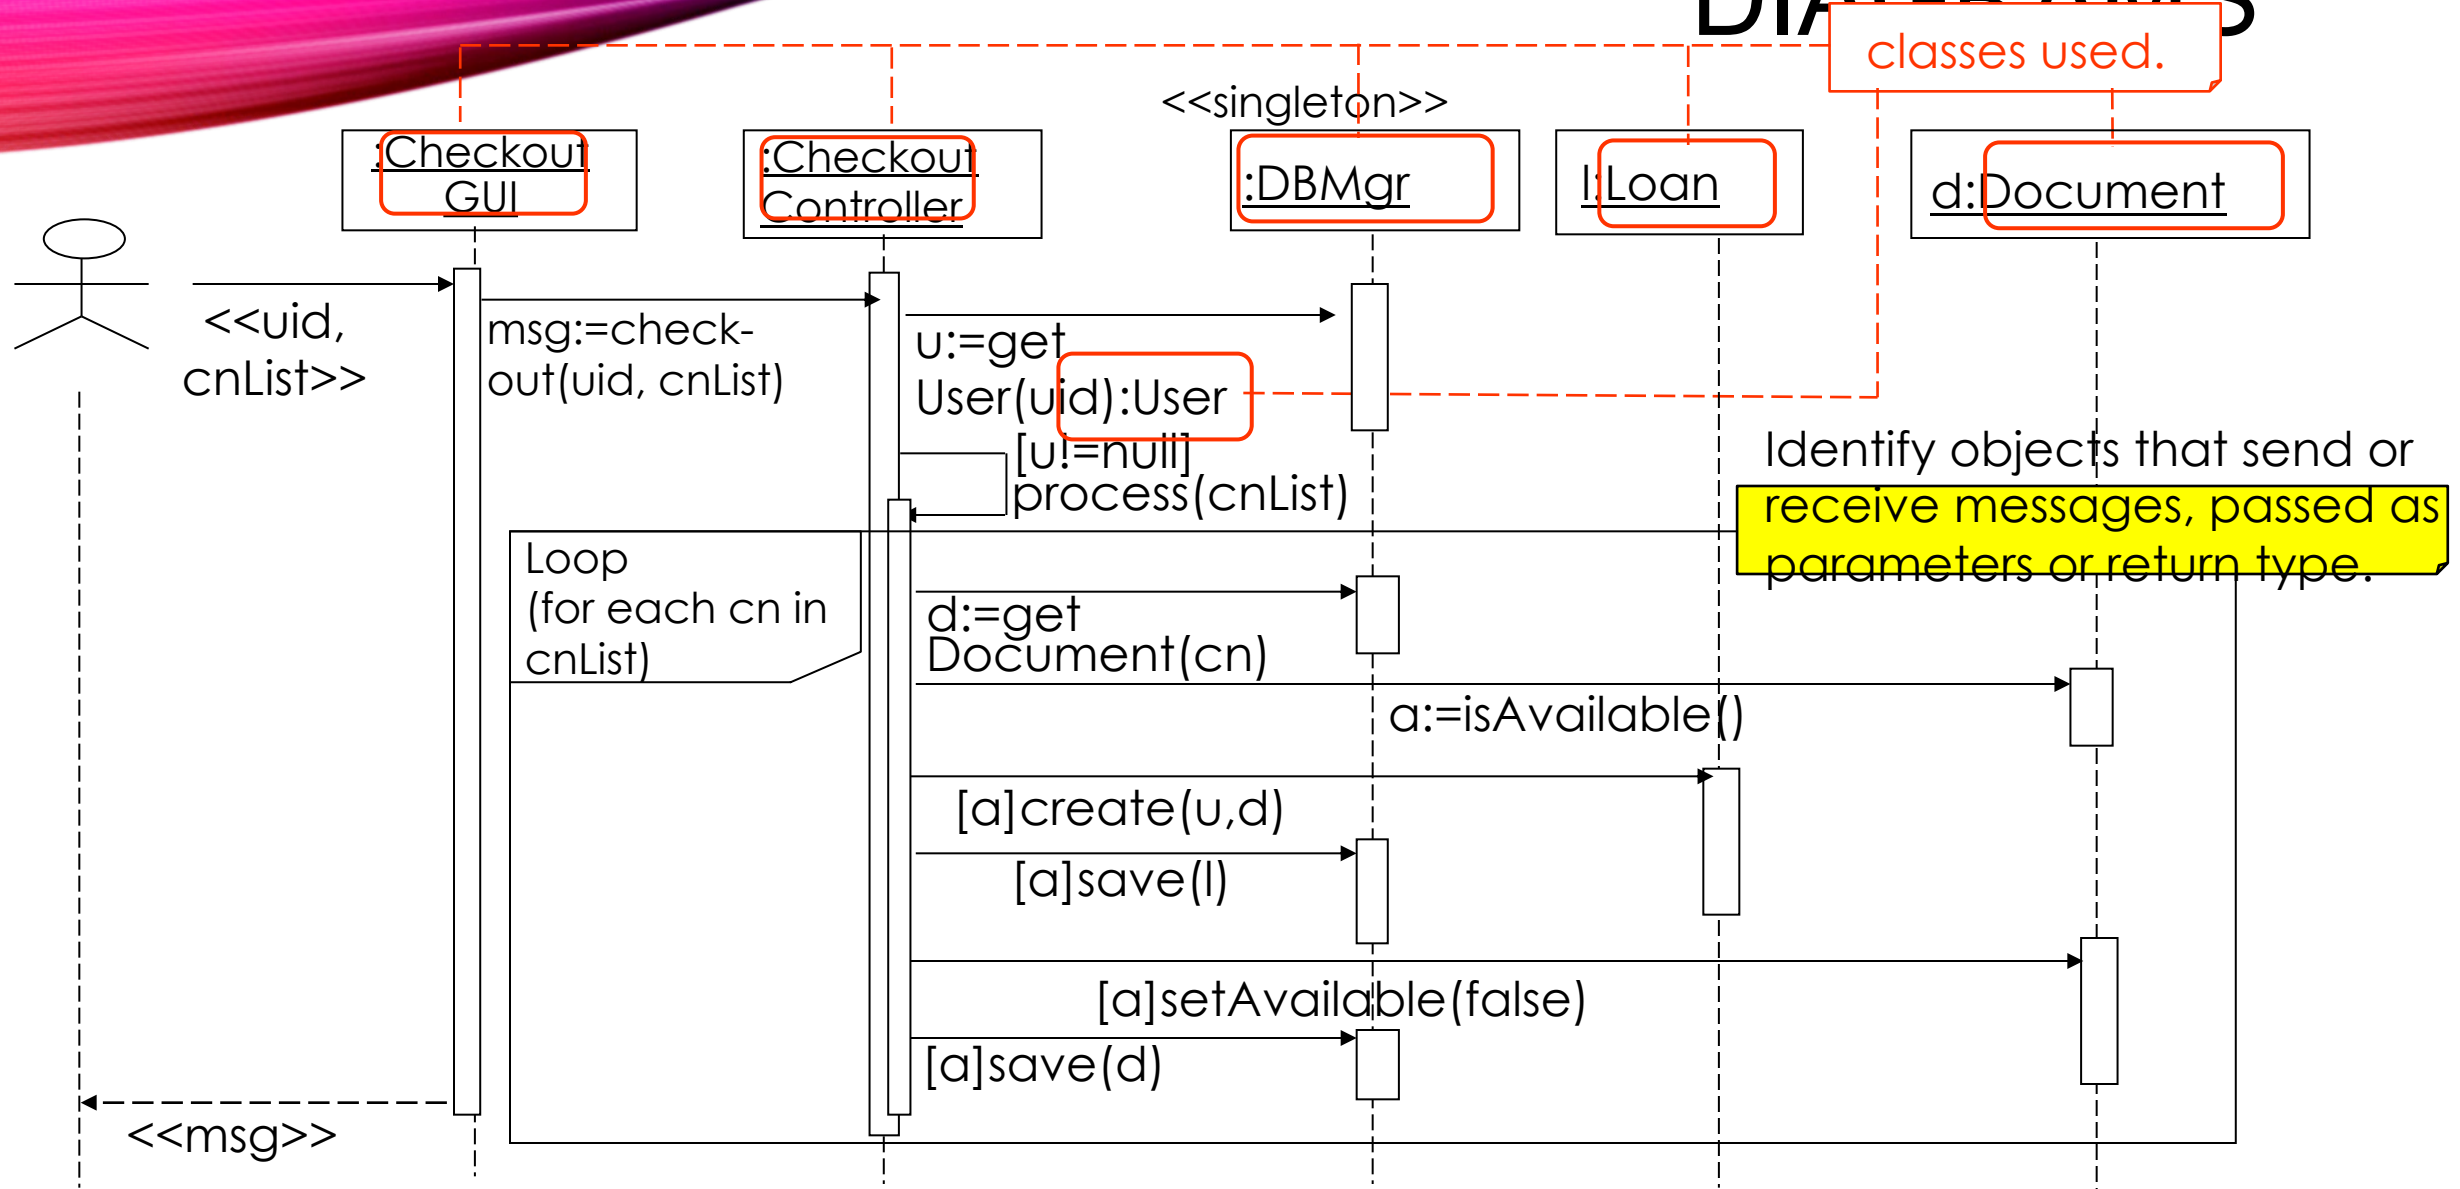 classes used.
<<singleton>>
:Checkout
GUI
:Checkout
Controller
:DBMgr
l:Loan
d:Document
<<uid,
cnList>>
msg:=check-
out(uid, cnList)
u:=get
User(uid):User
[u!=null]
process(cnList)
Identify objects that send or
receive messages, passed as
parameters or return type.
Loop
(for each cn in
cnList)
d:=get
Document(cn)
a:=isAvailable()
[a]create(u,d)
[a]save(l)
[a]setAvailable(false)
[a]save(d)
<<msg>>